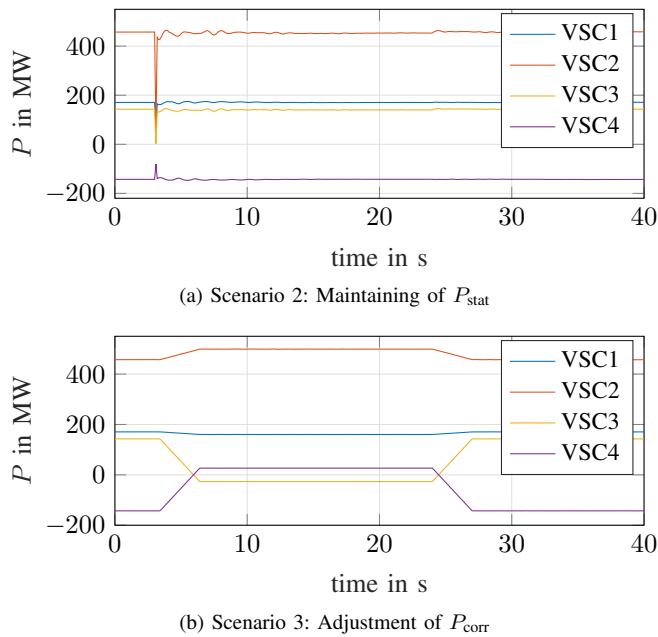 400
200
0
−200
P in MW
VSC1
VSC2
VSC3
VSC4
0 10 20 30 40
time in s
(a) Scenario 2: Maintaining of Pstat
400
200
0
−200
P in MW
VSC1
VSC2
VSC3
VSC4
0 10 20 30 40
time in s
(b) Scenario 3: Adjustment of Pcorr